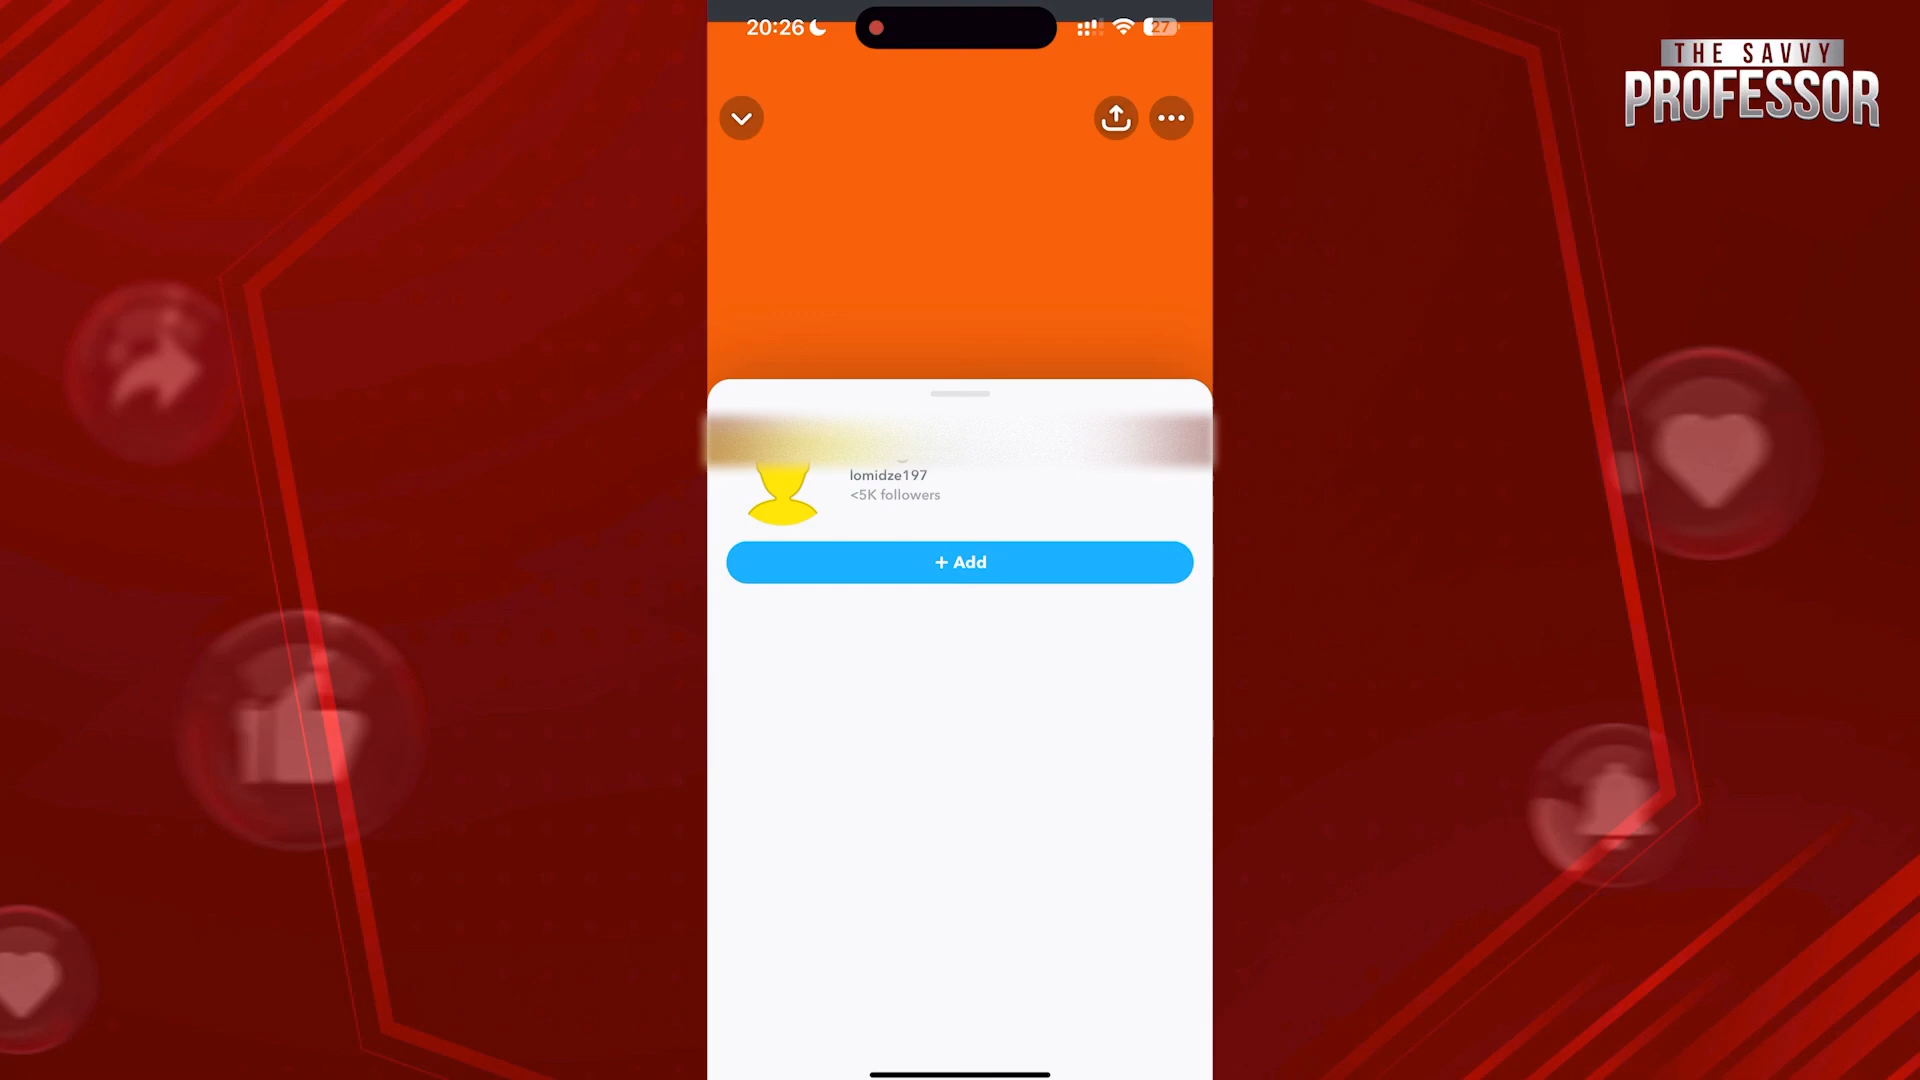 20:26
27
THE SAVVY
PROFESSOR
lomidze197
<5K followers
+ Add